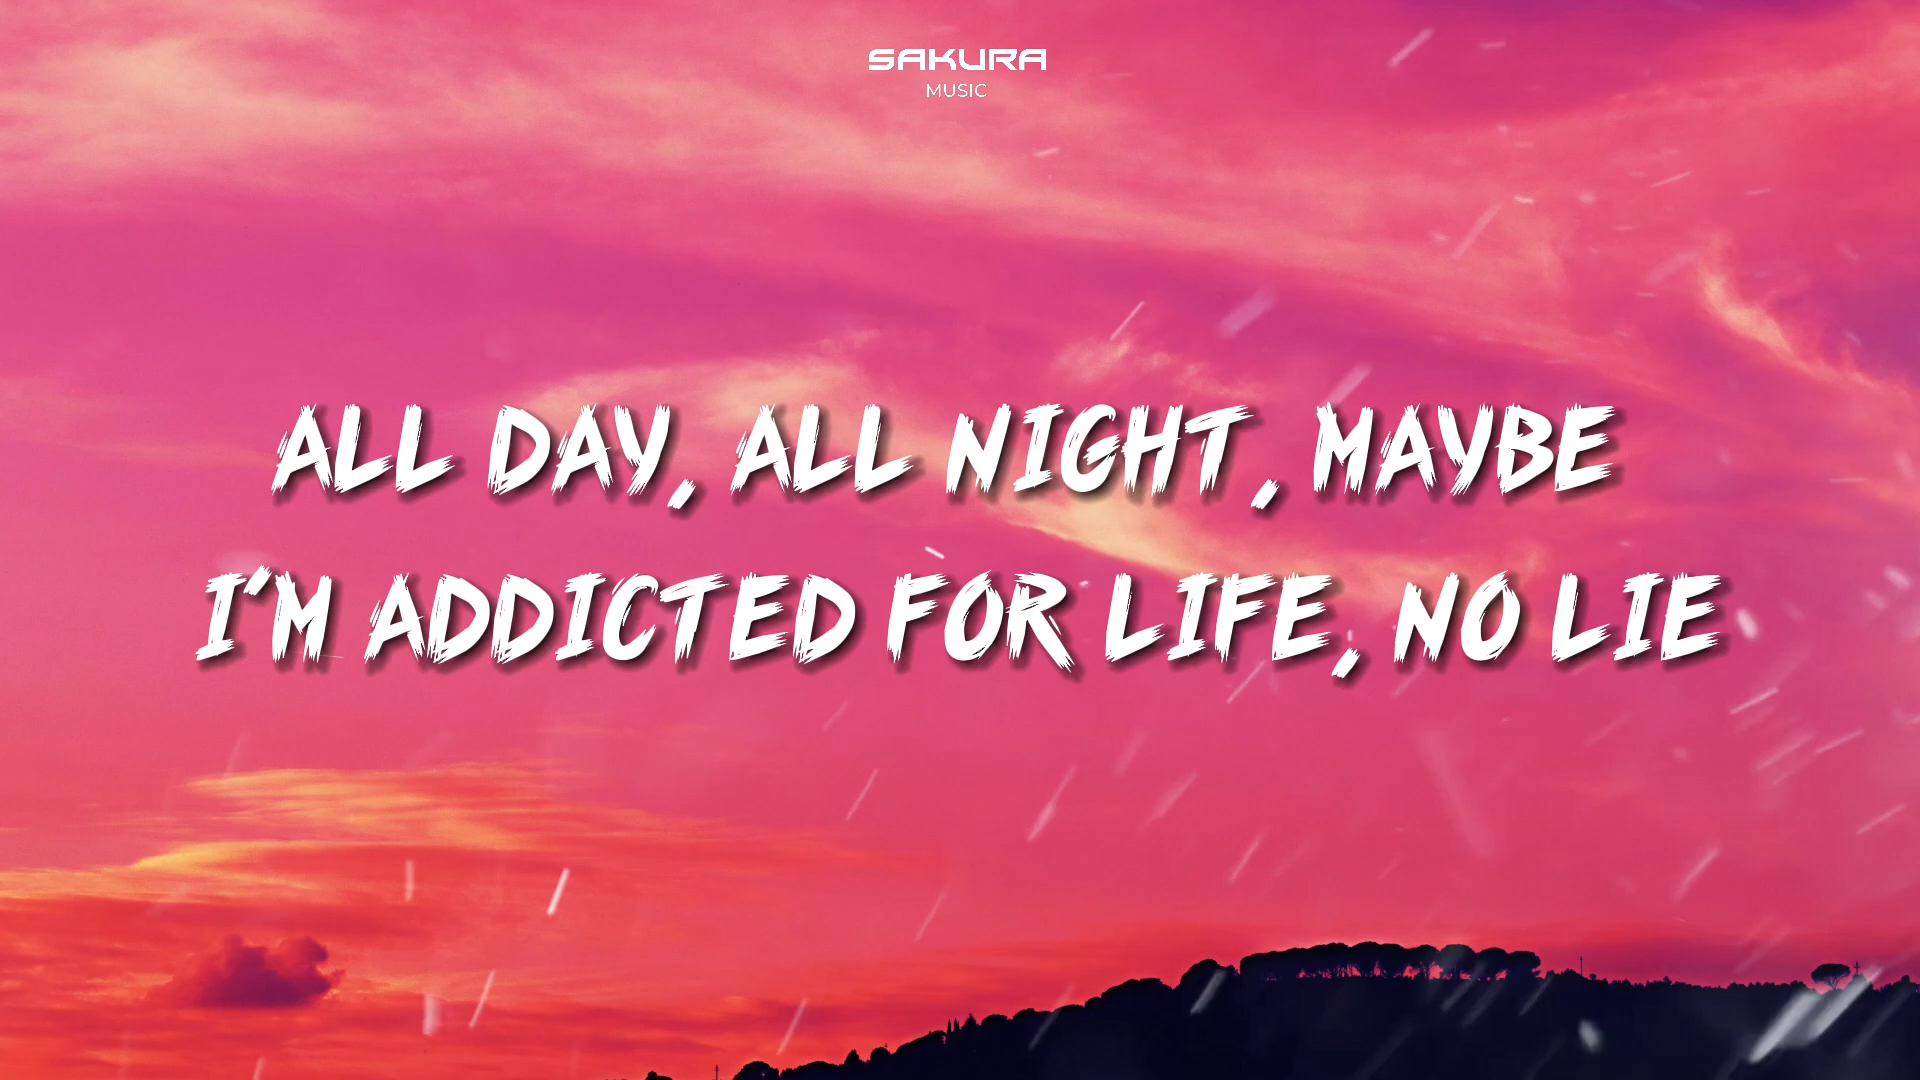 SAKURA
MUSIC
ALL DAY, ALL NIGHT, MAYBE
I'M ADDICTED FOR LIFE, NO LIE